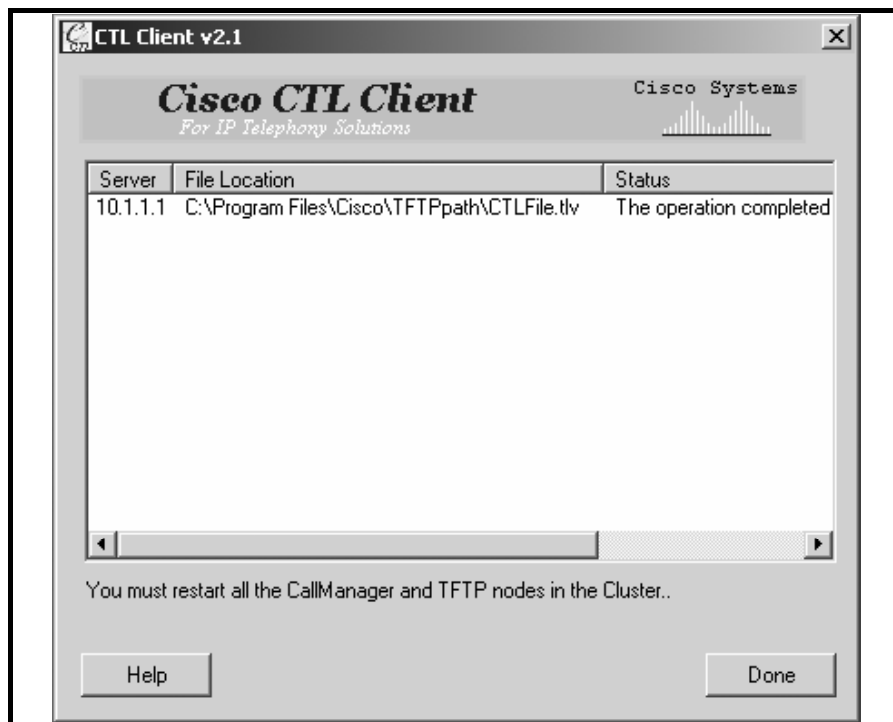 CTL Client v2.1
Cisco CTL Client
For IP Telephony Solutions
Cisco Systems
Server File Location Status
10.1.1.1 C:\Program Files\Cisco\TFTPpath\CTLFile.tlv The operation completed
You must restart all the CallManager and TFTP nodes in the Cluster..
Help Done